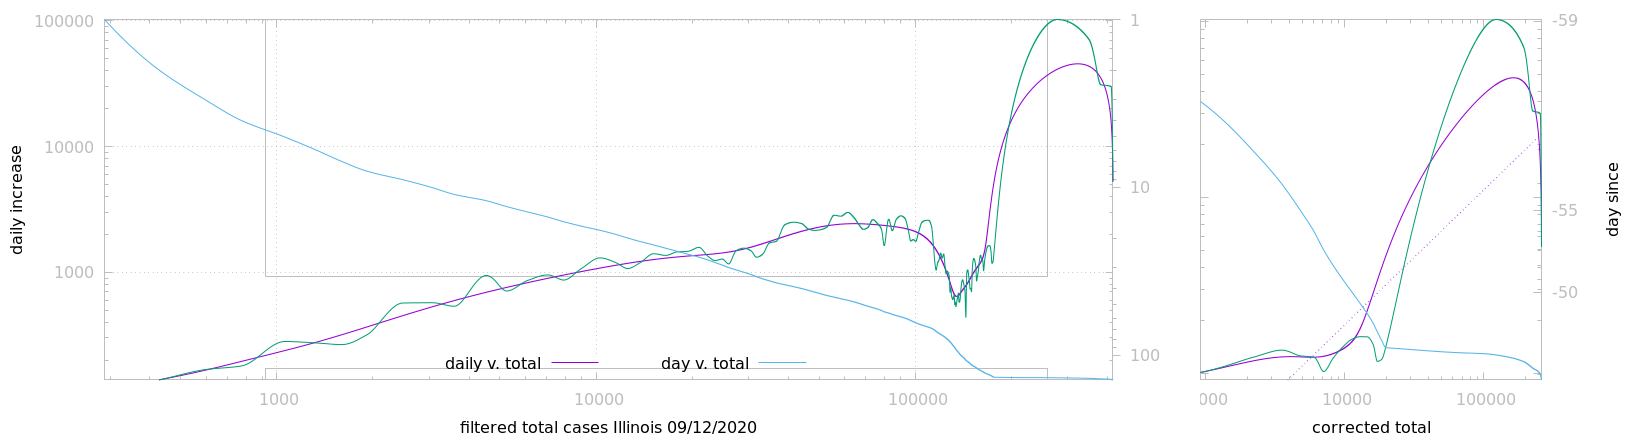 100000
10000
1000
daily increase
1
10
100
daily v. total
day v. total
1000
10000
100000
filtered total cases Illinois 09/12/2020
-59
-55
-50
day since
000
10000
100000
corrected total